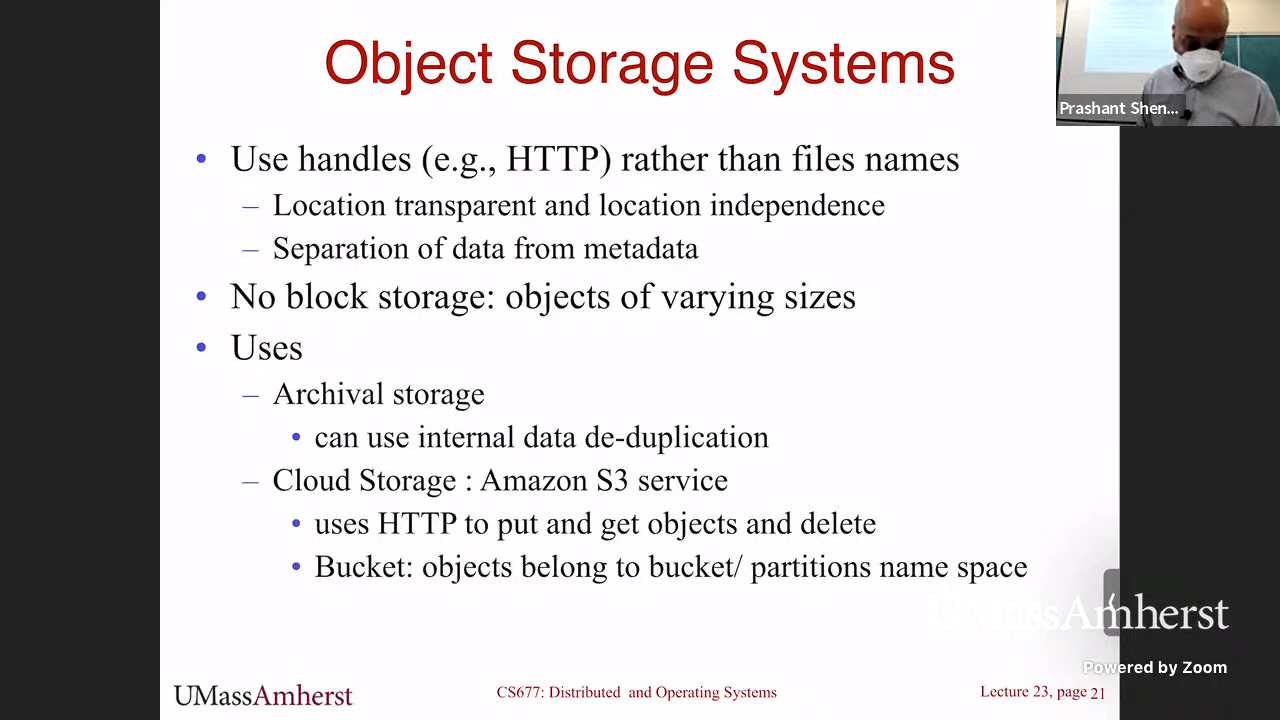 Object Storage Systems
Prashant Shen...
• Use handles (e.g., HTTP) rather than files names
– Location transparent and location independence
– Separation of data from metadata
• No block storage: objects of varying sizes
• Uses
– Archival storage
• can use internal data de-duplication
– Cloud Storage : Amazon S3 service
• uses HTTP to put and get objects and delete
• Bucket: objects belong to bucket/ partitions name space
UMassAmherst
Powered by Zoom
UMassAmherst
CS677: Distributed and Operating Systems
Lecture 23, page 21